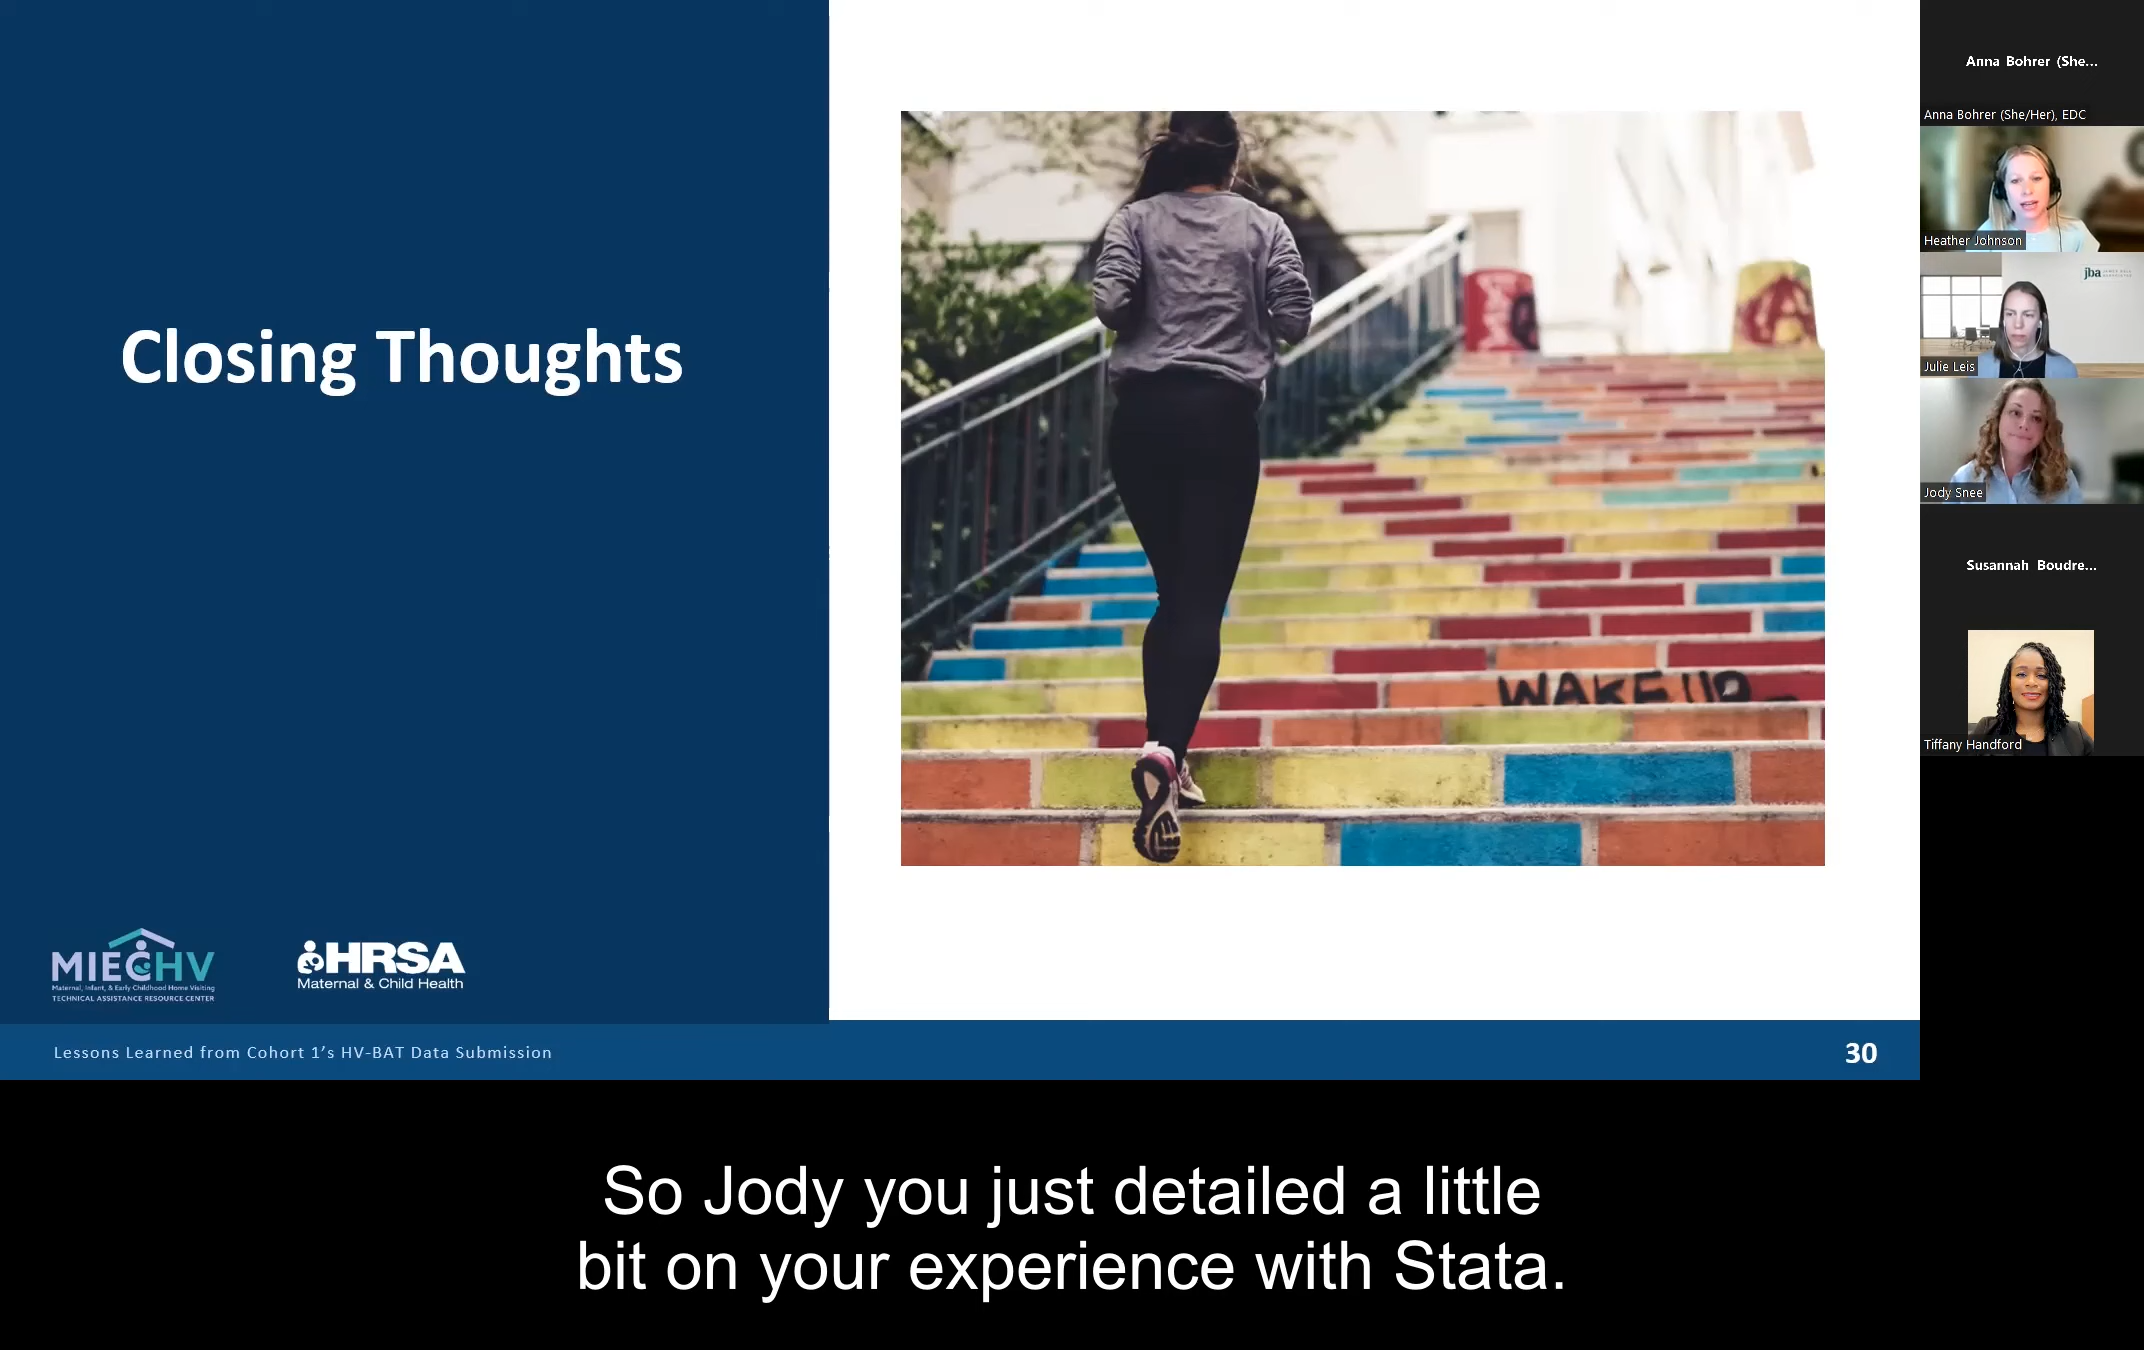 Closing Thoughts
WAKE UP
MIECHV
Maternal, Infant, & Early Childhood Home Visiting
TECHNICAL ASSISTANCE RESOURCE CENTER
HRSA
Maternal & Child Health
Lessons Learned from Cohort 1's HV-BAT Data Submission
30
Anna Bohrer (She...
Anna Bohrer (She/Her), EDC
Heather Johnson
jba
Julie Leis
Jody Snee
Susannah Boudre...
Tiffany Handford
So Jody you just detailed a little
bit on your experience with Stata.